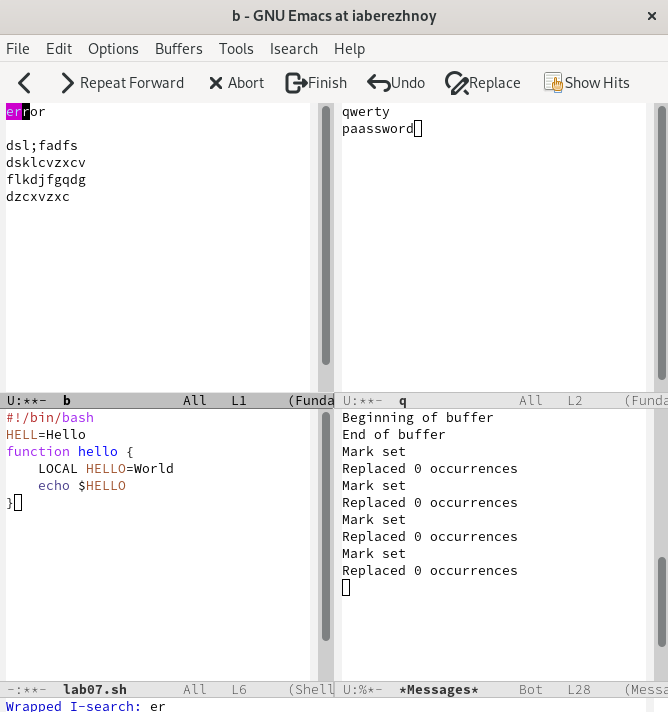 b - GNU Emacs at iaberezhnoy
File Edit Options Buffers Tools Isearch Help
Repeat Forward Abort Finish Undo Replace Show Hits
error
dsl;fadfs
dsklcvzxcv
flkdjfgqdg
dzcxvzxc
U:**- b All L1 (Funda
qwerty
paassword
U:**- q All L2 (Funda
#!/bin/bash
HELL=Hello
function hello {
    LOCAL HELLO=World
    echo $HELLO
}
-:**- lab07.sh All L6 (Shell
Beginning of buffer
End of buffer
Mark set
Replaced 0 occurrences
Mark set
Replaced 0 occurrences
Mark set
Replaced 0 occurrences
Mark set
Replaced 0 occurrences
U:%*- *Messages* Bot L28 (Messa
Wrapped I-search: er